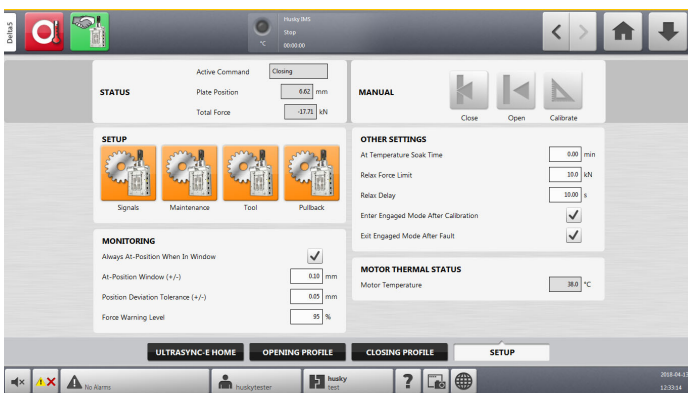 Delta5
Husky IMS
Stop
°C 00:00:00
STATUS
Active Command Closing
Plate Position 6.62 mm
Total Force -17.71 kN
MANUAL
Close Open Calibrate
SETUP
Signals Maintenance Tool Pullback
OTHER SETTINGS
At Temperature Soak Time 0.00 min
Relax Force Limit 10.0 kN
Relax Delay 10.00 s
Enter Engaged Mode After Calibration
Exit Engaged Mode After Fault
MONITORING
Always At-Position When In Window
At-Position Window (+/-) 0.10 mm
Position Deviation Tolerance (+/-) 0.05 mm
Force Warning Level 95 %
MOTOR THERMAL STATUS
Motor Temperature 38.0 °C
ULTRASYNC-E HOME OPENING PROFILE CLOSING PROFILE SETUP
No Alarms
huskytester
husky
test
?
2018-04-13
12:33:14